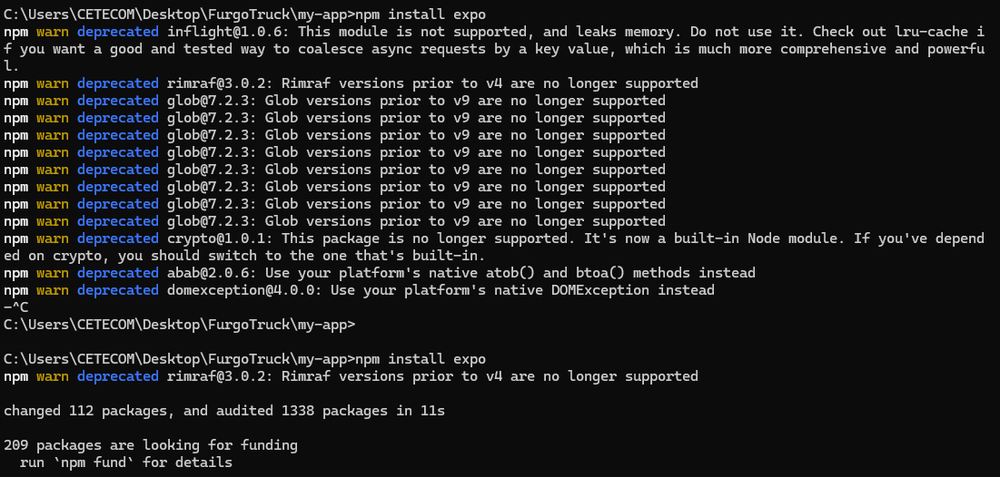 C:\Users\CETECOM\Desktop\FurgoTruck\my-app>npm install expo
npm warn deprecated inflight@1.0.6: This module is not supported, and leaks memory. Do not use it. Check out lru-cache i
f you want a good and tested way to coalesce async requests by a key value, which is much more comprehensive and powerfu
l.
npm warn deprecated rimraf@3.0.2: Rimraf versions prior to v4 are no longer supported
npm warn deprecated glob@7.2.3: Glob versions prior to v9 are no longer supported
npm warn deprecated glob@7.2.3: Glob versions prior to v9 are no longer supported
npm warn deprecated glob@7.2.3: Glob versions prior to v9 are no longer supported
npm warn deprecated glob@7.2.3: Glob versions prior to v9 are no longer supported
npm warn deprecated glob@7.2.3: Glob versions prior to v9 are no longer supported
npm warn deprecated glob@7.2.3: Glob versions prior to v9 are no longer supported
npm warn deprecated glob@7.2.3: Glob versions prior to v9 are no longer supported
npm warn deprecated glob@7.2.3: Glob versions prior to v9 are no longer supported
npm warn deprecated crypto@1.0.1: This package is no longer supported. It's now a built-in Node module. If you've depend
ed on crypto, you should switch to the one that's built-in.
npm warn deprecated abab@2.0.6: Use your platform's native atob() and btoa() methods instead
npm warn deprecated domexception@4.0.0: Use your platform's native DOMException instead
-^C
C:\Users\CETECOM\Desktop\FurgoTruck\my-app>
C:\Users\CETECOM\Desktop\FurgoTruck\my-app>npm install expo
npm warn deprecated rimraf@3.0.2: Rimraf versions prior to v4 are no longer supported
changed 112 packages, and audited 1338 packages in 11s
209 packages are looking for funding
  run `npm fund` for details